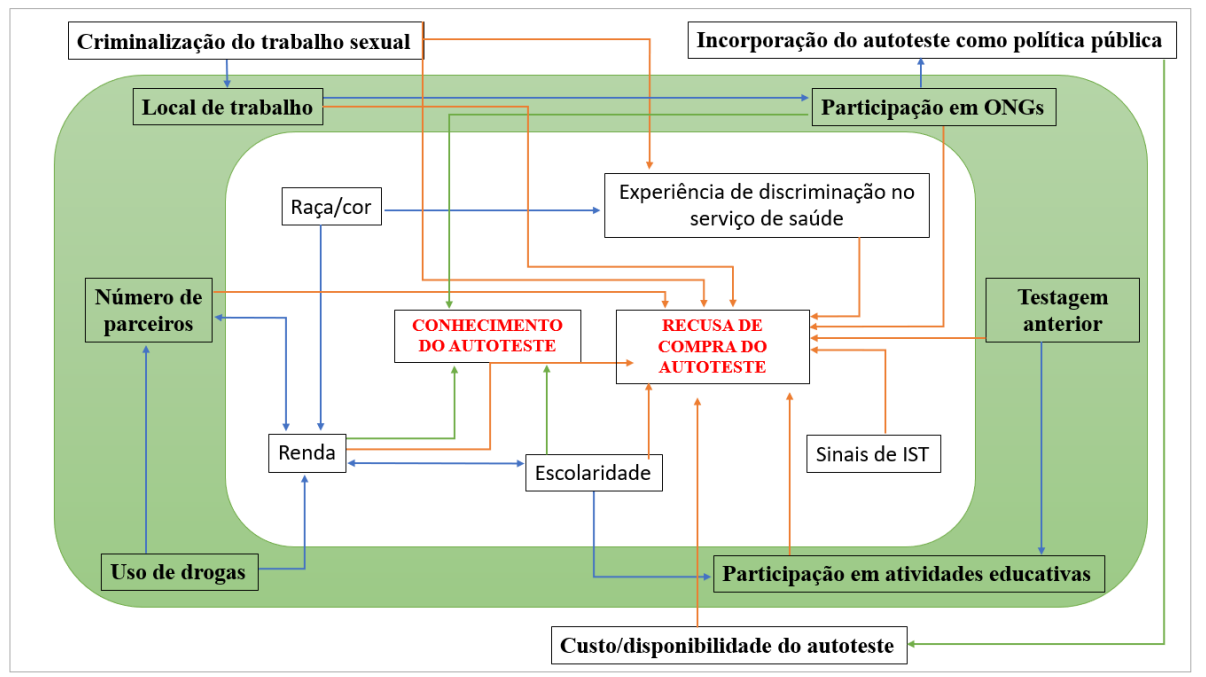 Criminalização do trabalho sexual
Incorporação do autoteste como política pública
Local de trabalho
Participação em ONGs
Raça/cor
Experiência de discriminação no
serviço de saúde
Número de
parceiros
CONHECIMENTO
DO AUTOTESTE
RECUSA DE
COMPRA DO
AUTOTESTE
Testagem
anterior
Renda
Escolaridade
Sinais de IST
Uso de drogas
Participação em atividades educativas
Custo/disponibilidade do autoteste